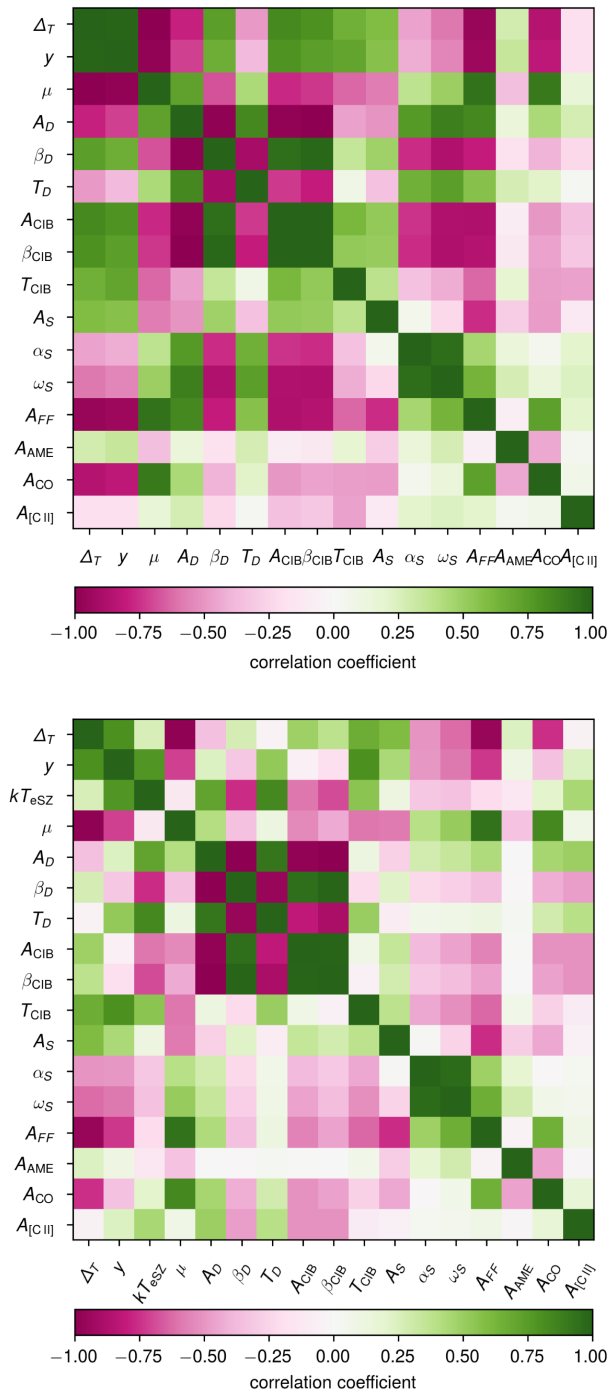 Δ_T
y
μ
A_D
β_D
T_D
A_CIB
β_CIB
T_CIB
A_S
α_S
ω_S
A_FF
A_AME
A_CO
A_[C II]
Δ_T y μ A_D β_D T_D A_CIB β_CIB T_CIB A_S α_S ω_S A_FF A_AME A_CO A_[C II]
−1.00 −0.75 −0.50 −0.25 0.00 0.25 0.50 0.75 1.00
correlation coefficient
Δ_T
y
kT_eSZ
μ
A_D
β_D
T_D
A_CIB
β_CIB
T_CIB
A_S
α_S
ω_S
A_FF
A_AME
A_CO
A_[C II]
Δ_T y kT_eSZ μ A_D β_D T_D A_CIB β_CIB T_CIB A_S α_S ω_S A_FF A_AME A_CO A_[C II]
−1.00 −0.75 −0.50 −0.25 0.00 0.25 0.50 0.75 1.00
correlation coefficient